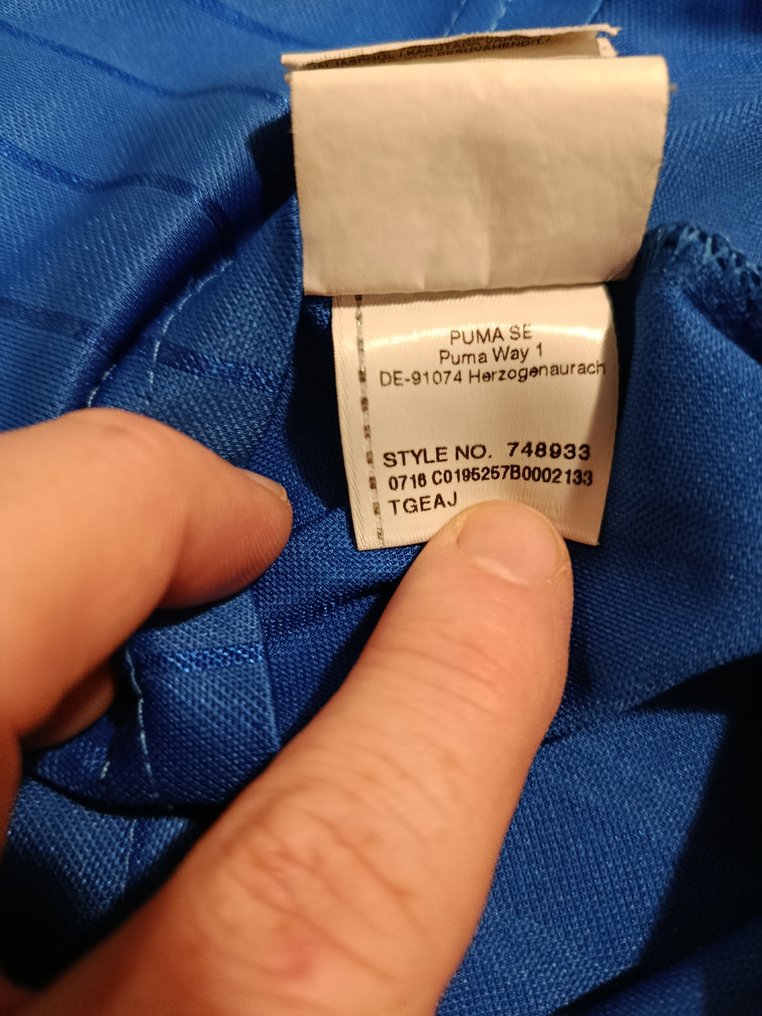 PUMA SE
Puma Way 1
DE-91074 Herzogenaurach
STYLE NO. 748933
0716 C0195257B0002133
TGEAJ